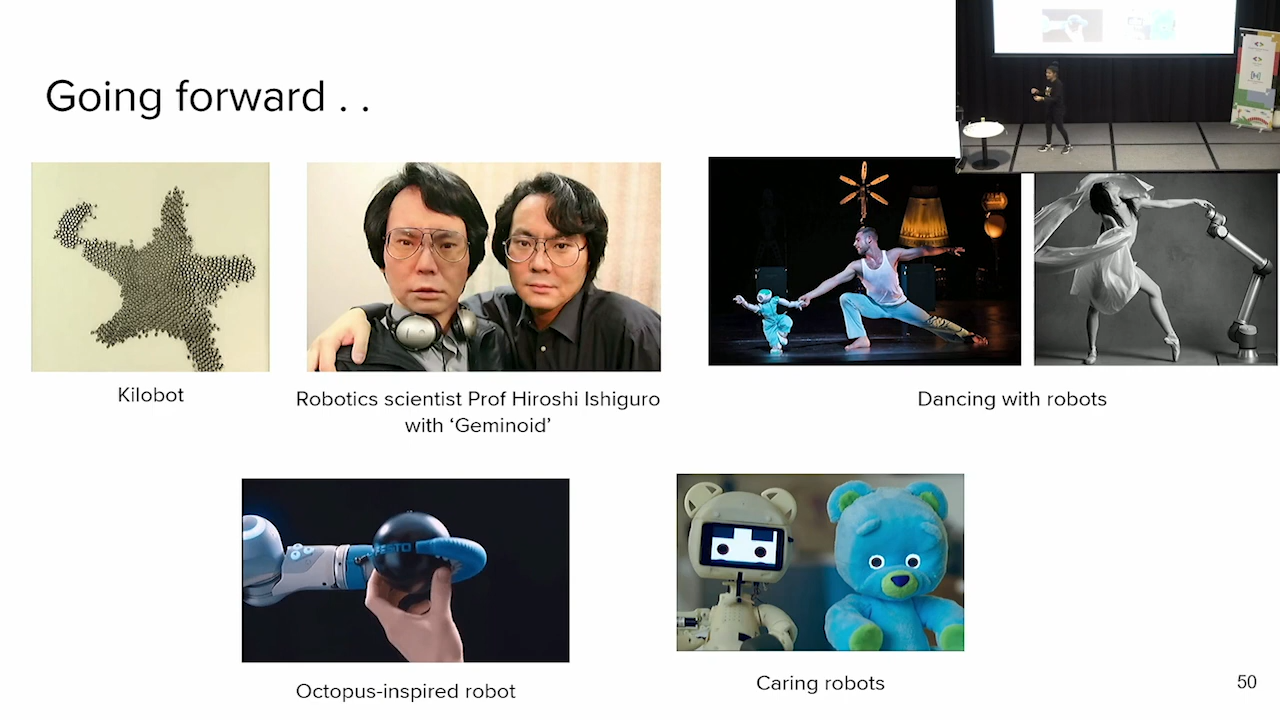 Going forward . .
Kilobot
Robotics scientist Prof Hiroshi Ishiguro
with ‘Geminoid’
Dancing with robots
Octopus-inspired robot
Caring robots
50